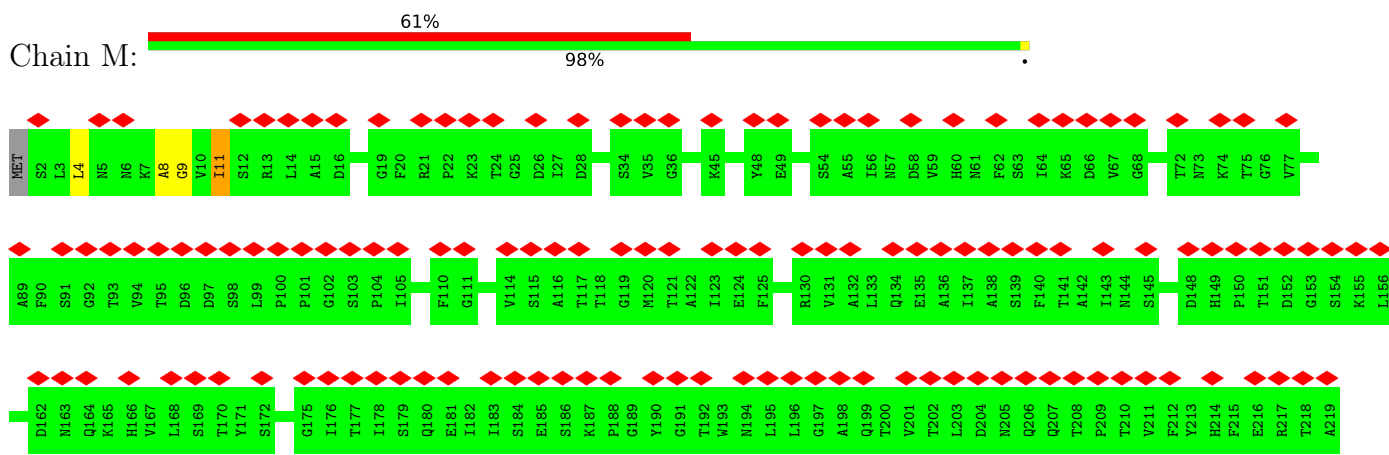 61%
Chain M:
98%
•
MET S2 L3 L4 N5 N6 K7 A8 G9 V10 I11 S12 R13 L14 A15 D16 G19 F20 R21 P22 K23 T24 G25 D26 I27 D28 S34 V35 G36 K45 Y48 E49 S54 A55 I56 N57 D58 V59 H60 N61 F62 S63 I64 K65 D66 V67 G68 T72 N73 K74 T75 G76 V77
A89 F90 S91 G92 T93 V94 T95 D96 D97 S98 L99 P100 P101 G102 S103 P104 I105 F110 G111 V114 S115 A116 T117 T118 G119 M120 T121 A122 I123 E124 F125 R130 V131 A132 L133 Q134 E135 A136 I137 A138 S139 F140 T141 A142 I143 N144 S145 D148 H149 P150 T151 D152 G153 S154 K155 L156
D162 N163 Q164 K165 H166 V167 L168 S169 T170 Y171 S172 G175 I176 T177 I178 S179 Q180 E181 I182 I183 S184 E185 S186 K187 P188 G189 Y190 G191 T192 W193 N194 L195 L196 G197 A198 Q199 T200 V201 T202 L203 D204 N205 Q206 Q207 T208 P209 T210 V211 F212 Y213 H214 F215 E216 R217 T218 A219